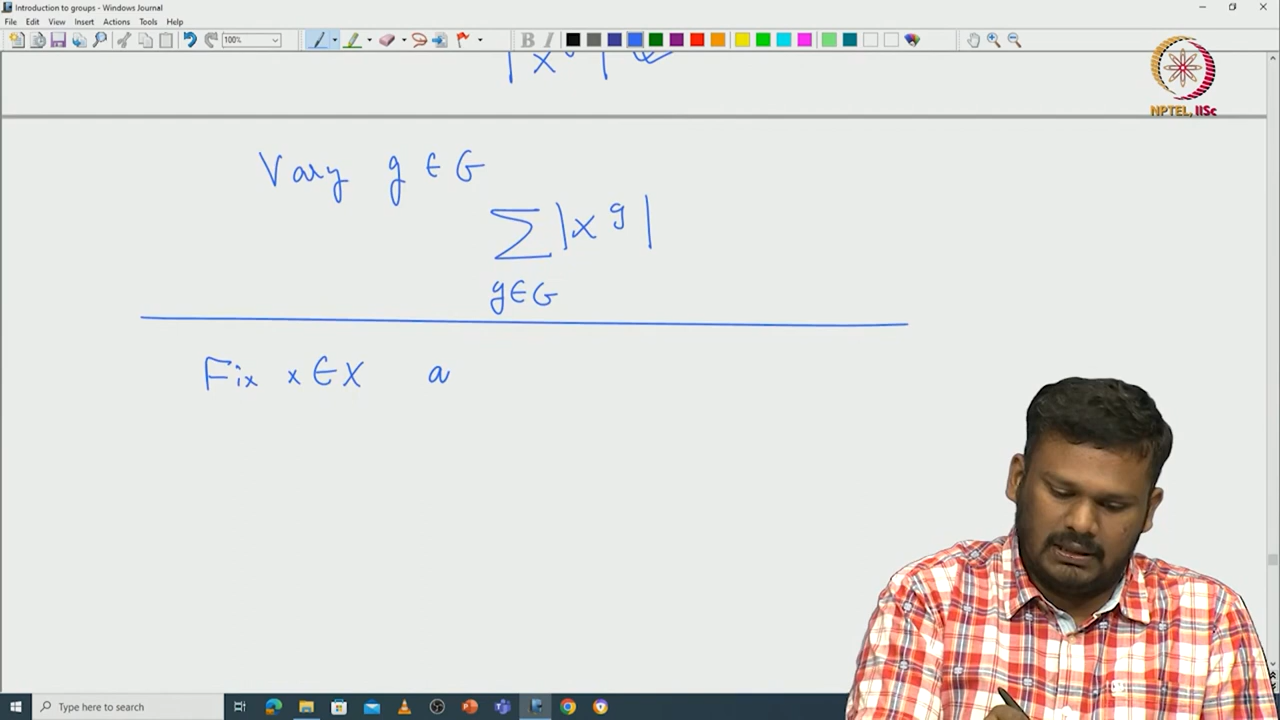 Introduction to groups - Windows Journal
File Edit View Insert Actions Tools Help
100%
B I
NPTEL, IISc
|X^g|
Vary g ∈ G
∑ |X^g|
g∈G
Fix x ∈ X a
Type here to search